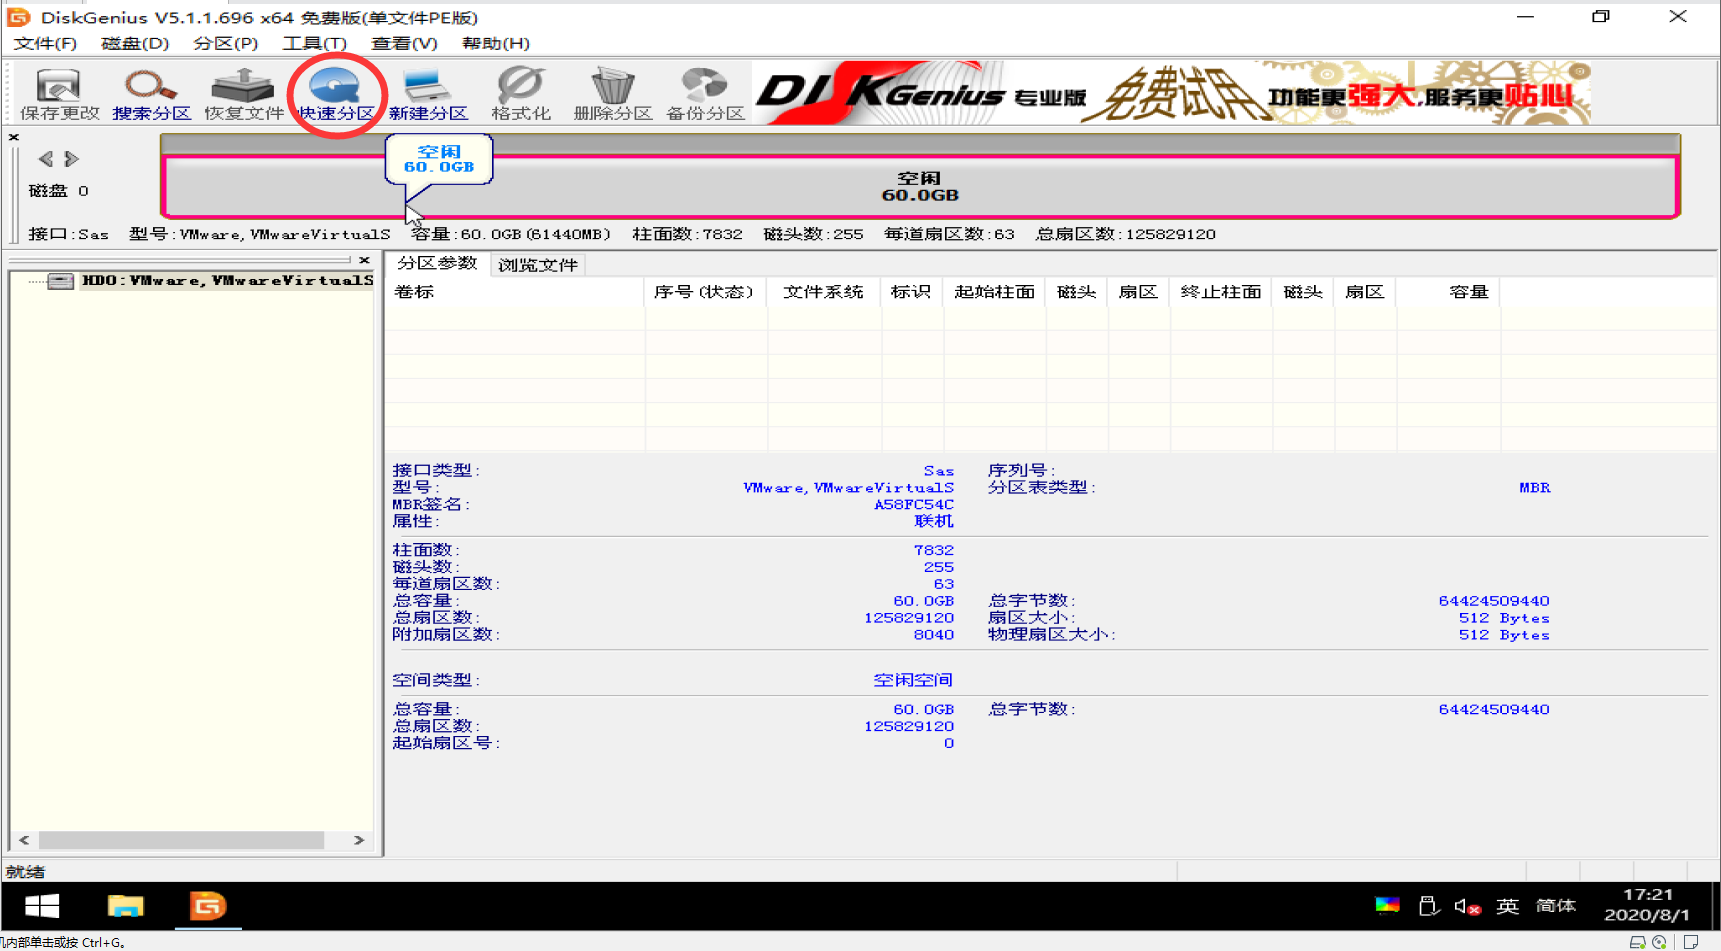 DiskGenius V5.1.1.696 x64 免费版(单文件PE版)
文件(F) 磁盘(D) 分区(P) 工具(T) 查看(V) 帮助(H)
保存更改 搜索分区 恢复文件 快速分区 新建分区 格式化 删除分区 备份分区
DISKGenius 专业版 免费试用 功能更强大,服务更贴心
空闲
60.0GB
空闲
60.0GB
磁盘 0
接口:Sas 型号:VMware,VMwareVirtualS 容量:60.0GB(61440MB) 柱面数:7832 磁头数:255 每道扇区数:63 总扇区数:125829120
HD0:VMware,VMwareVirtualS
分区参数 浏览文件
卷标 序号(状态) 文件系统 标识 起始柱面 磁头 扇区 终止柱面 磁头 扇区 容量
接口类型: Sas 序列号:
型号: VMware,VMwareVirtualS 分区表类型: MBR
MBR签名: A58FC54C
属性: 联机
柱面数: 7832
磁头数: 255
每道扇区数: 63
总容量: 60.0GB 总字节数: 64424509440
总扇区数: 125829120 扇区大小: 512 Bytes
附加扇区数: 8040 物理扇区大小: 512 Bytes
空间类型: 空闲空间
总容量: 60.0GB 总字节数: 64424509440
总扇区数: 125829120
起始扇区号: 0
就绪
英 简体 17:21
2020/8/1
内部单击或按 Ctrl+G。